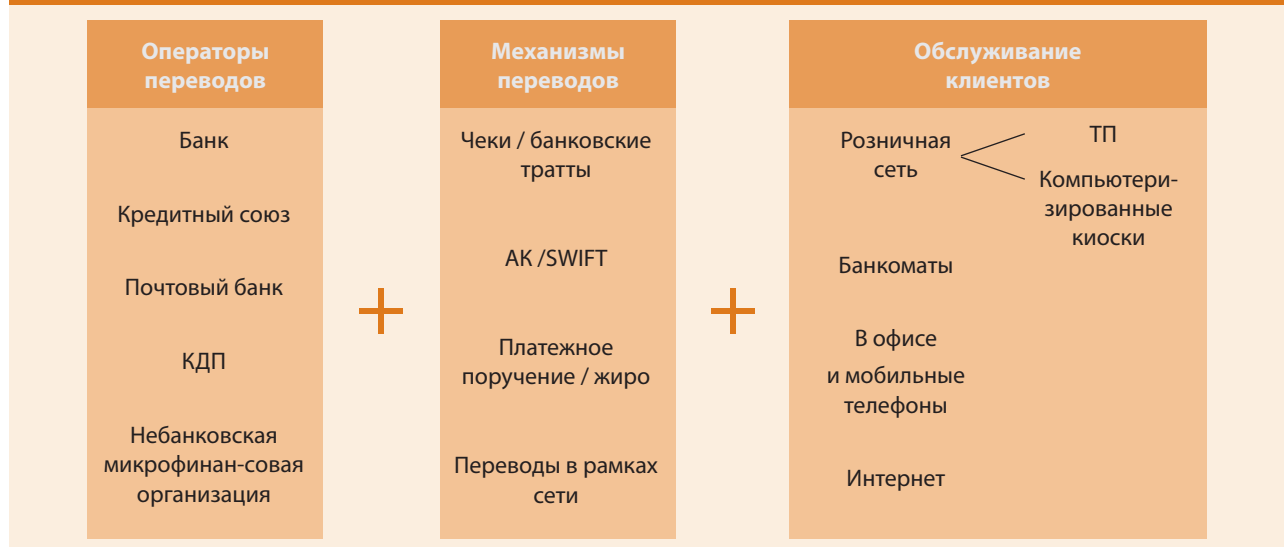 Операторы
переводов
Банк
Кредитный союз
Почтовый банк
КДП
Небанковская
микрофинан-совая
организация
+
Механизмы
переводов
Чеки / банковские
тратты
АК /SWIFT
Платежное
поручение / жиро
Переводы в рамках
сети
+
Обслуживание
клиентов
Розничная
сеть
ТП
Компьютери-
зированные
киоски
Банкоматы
В офисе
и мобильные
телефоны
Интернет